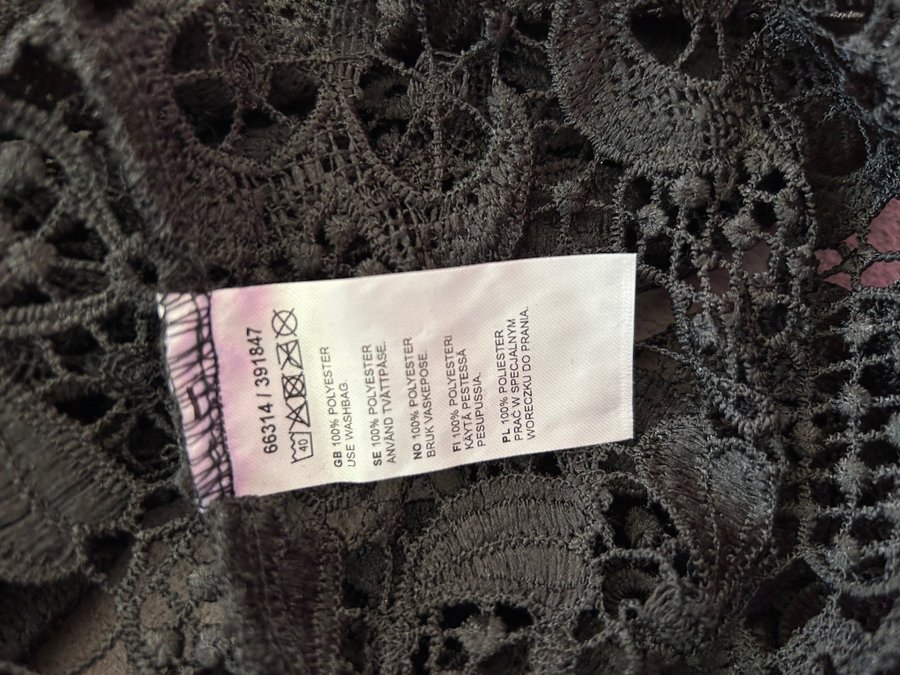 66314 / 391847
40
GB 100% POLYESTER
USE WASHBAG.
SE 100% POLYESTER
ANVÄND TVÄTTPÅSE.
NO 100% POLYESTER
BRUK VASKEPOSE.
FI 100% POLYESTERI
KÄYTÄ PESTESSÄ
PESUPUSSIA.
PL 100% POLIESTER
PRAĆ W SPECJALNYM
WORECZKU DO PRANIA.